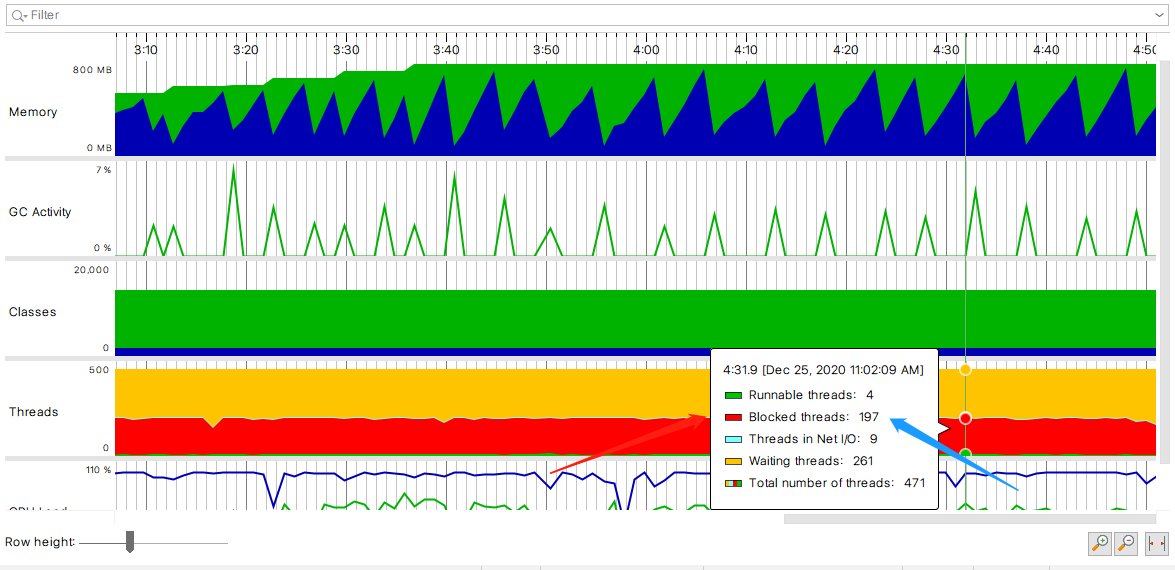 Filter
3:10 3:20 3:30 3:40 3:50 4:00 4:10 4:20 4:30 4:40 4:50
800 MB
Memory
0 MB
7 %
GC Activity
0 %
20,000
Classes
0
500
Threads
0
4:31.9 [Dec 25, 2020 11:02:09 AM]
Runnable threads: 4
Blocked threads: 197
Threads in Net I/O: 9
Waiting threads: 261
Total number of threads: 471
110 %
CPU Load
Row height: